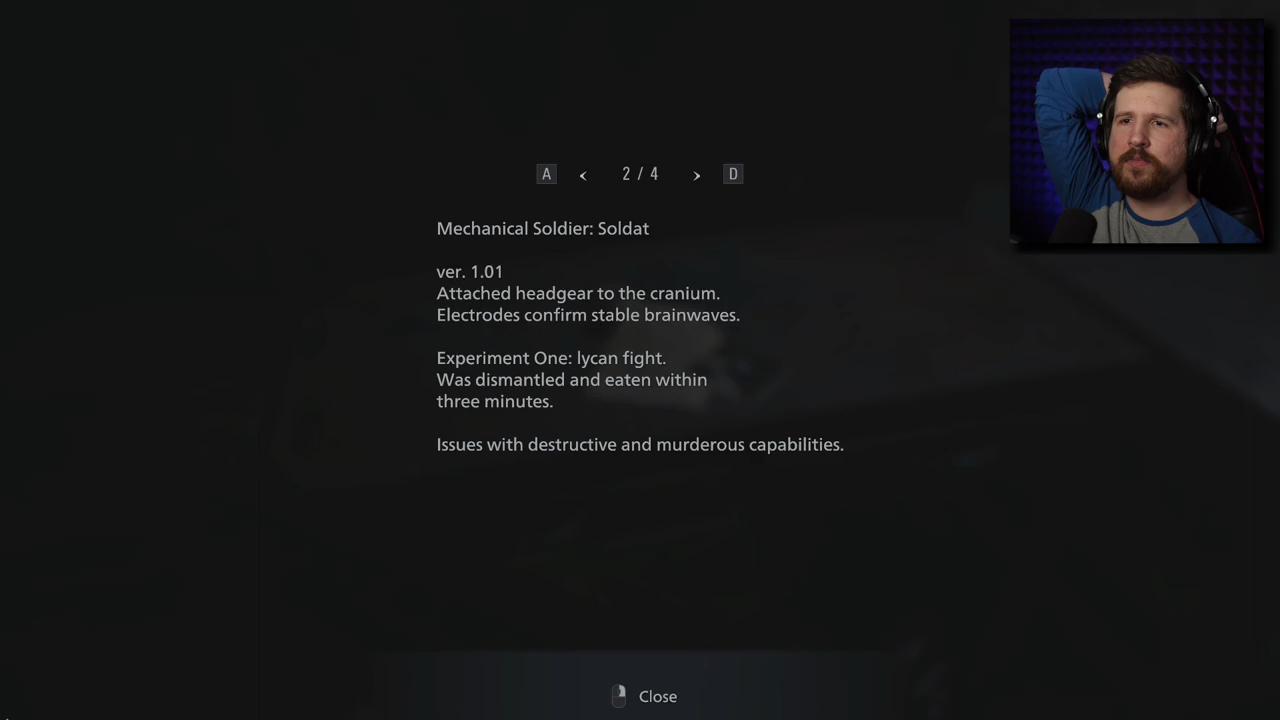 A < 2 / 4 > D
Mechanical Soldier: Soldat
ver. 1.01
Attached headgear to the cranium.
Electrodes confirm stable brainwaves.
Experiment One: lycan fight.
Was dismantled and eaten within
three minutes.
Issues with destructive and murderous capabilities.
Close